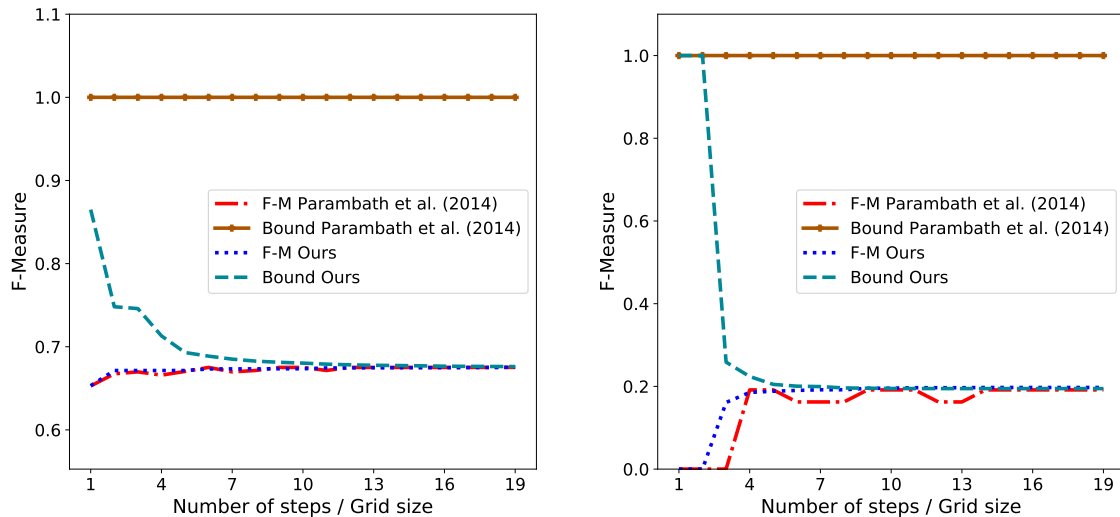 1.1
1.0
0.9
0.8
0.7
0.6
F-Measure
F-M Parambath et al. (2014)
Bound Parambath et al. (2014)
F-M Ours
Bound Ours
1 4 7 10 13 16 19
Number of steps / Grid size
1.0
0.8
0.6
0.4
0.2
0.0
F-Measure
F-M Parambath et al. (2014)
Bound Parambath et al. (2014)
F-M Ours
Bound Ours
1 4 7 10 13 16 19
Number of steps / Grid size